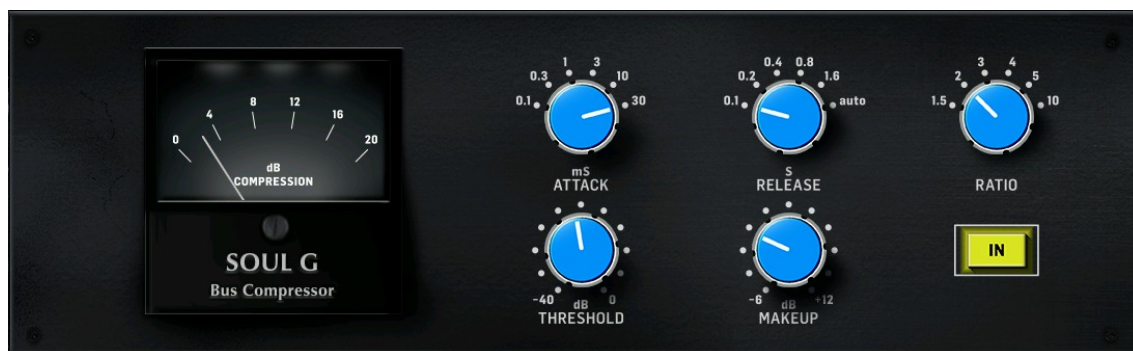 0 4 8 12 16 20
dB
COMPRESSION
SOUL G
Bus Compressor
0.1 0.3 1 3 10 30
mS
ATTACK
0.1 0.2 0.4 0.8 1.6 auto
S
RELEASE
1.5 2 3 4 5 10
RATIO
-40 dB 0
THRESHOLD
-6 dB +12
MAKEUP
IN